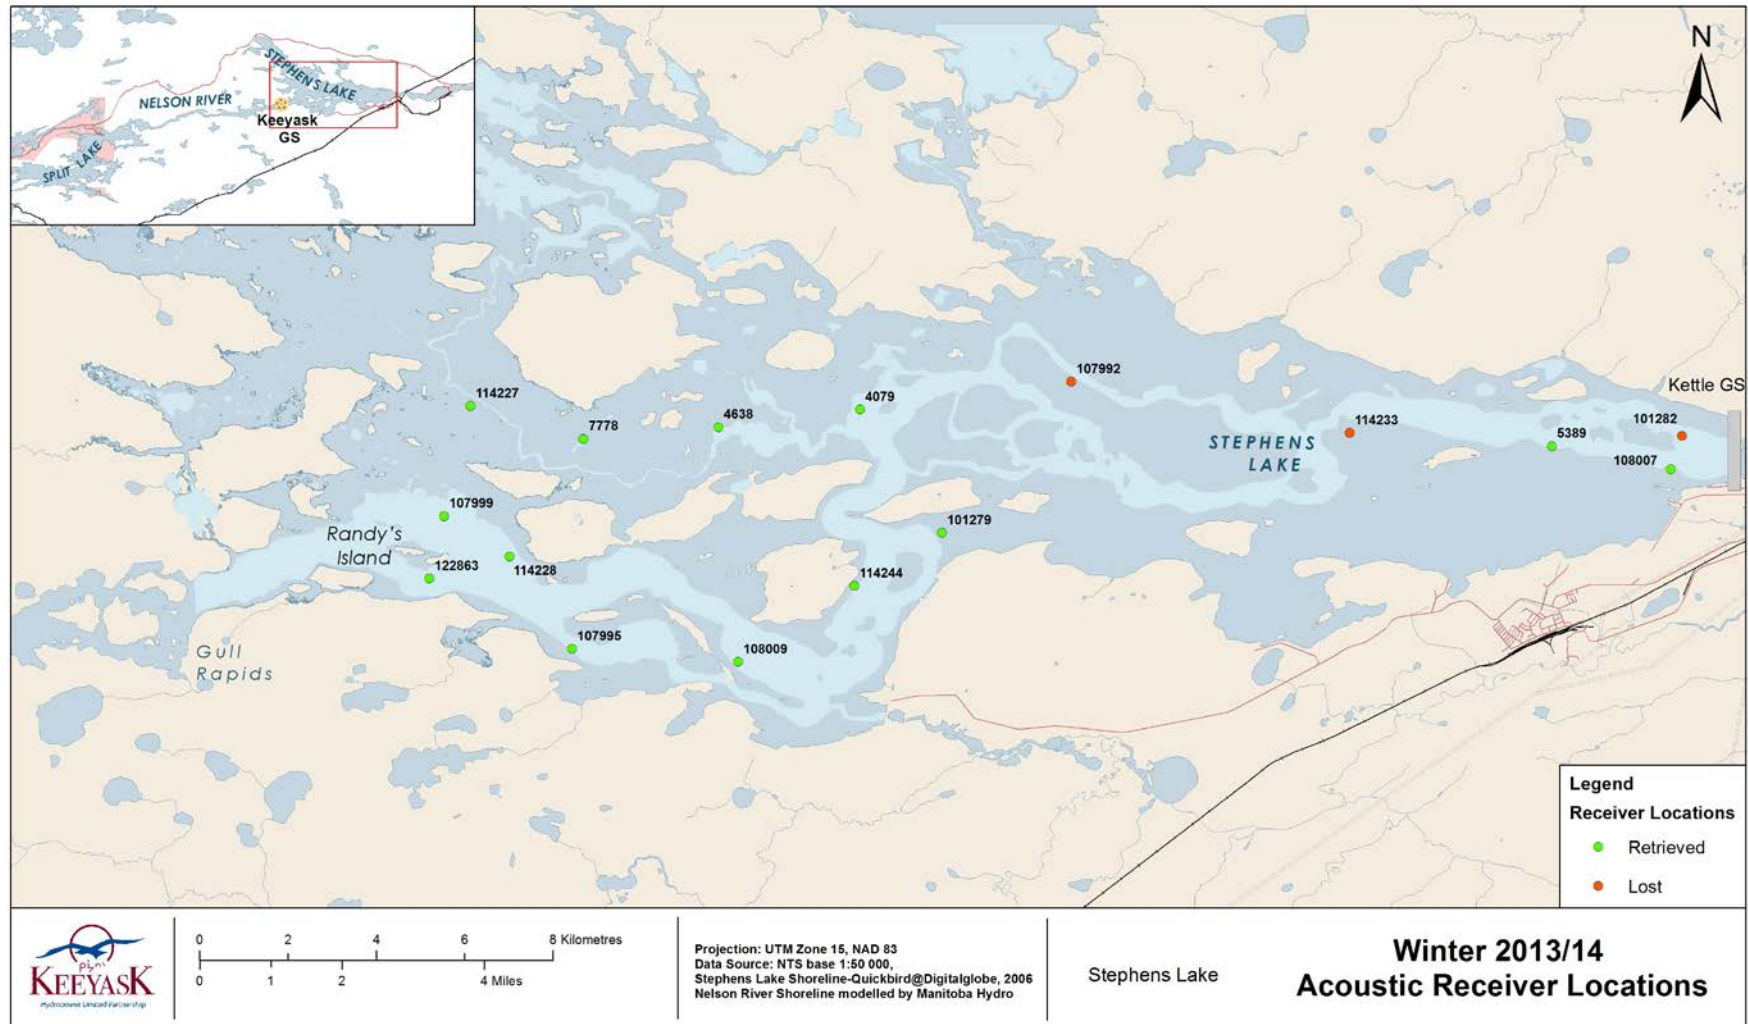 STEPHENS LAKE
NELSON RIVER
Keeyask
GS
SPLIT LAKE
N
107992
Kettle GS
114227
4079
7778
4638
114233
101282
5389
STEPHENS
LAKE
108007
107999
Randy's
Island
101279
122863
114228
114244
107995
108009
Gull
Rapids
Legend
Receiver Locations
Retrieved
Lost
KEEYASK
Hydropower Limited Partnership
0 2 4 6 8 Kilometres
0 1 2 4 Miles
Projection: UTM Zone 15, NAD 83
Data Source: NTS base 1:50 000,
Stephens Lake Shoreline-Quickbird@Digitalglobe, 2006
Nelson River Shoreline modelled by Manitoba Hydro
Stephens Lake
Winter 2013/14
Acoustic Receiver Locations